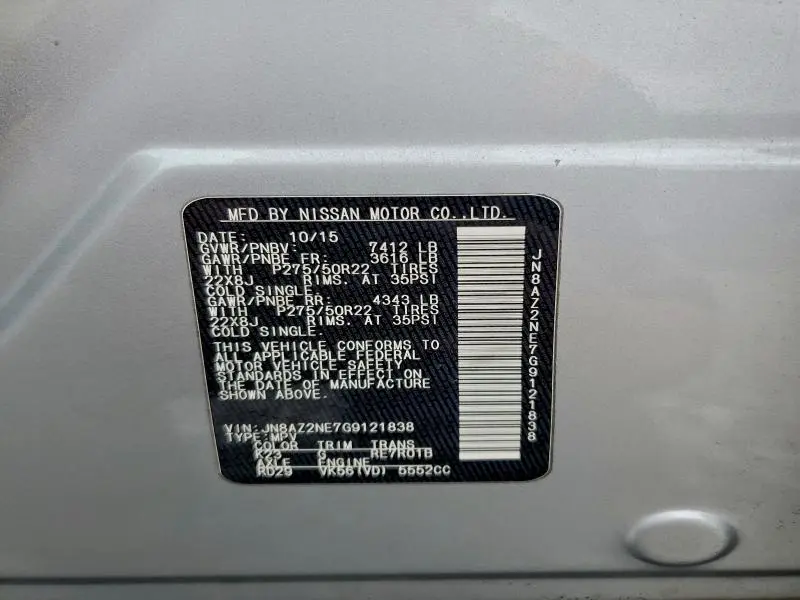 MFD BY NISSAN MOTOR CO.,LTD.
DATE: 10/15
GVWR/PNBV: 7412 LB
GAWR/PNBE FR: 3616 LB
WITH P275/50R22 TIRES
22X8J RIMS. AT 35PSI
COLD SINGLE.
GAWR/PNBE RR: 4343 LB
WITH P275/50R22 TIRES
22X8J RIMS. AT 35PSI
COLD SINGLE.
THIS VEHICLE CONFORMS TO
ALL APPLICABLE FEDERAL
MOTOR VEHICLE SAFETY
STANDARDS IN EFFECT ON
THE DATE OF MANUFACTURE
SHOWN ABOVE.
VIN:JN8AZ2NE7G9121838
TYPE:MPV
COLOR TRIM TRANS
K23 G RE7R01B
AXLE ENGINE
RD29 VK56(VD) 5552CC
JN8AZ2NE7G9121838